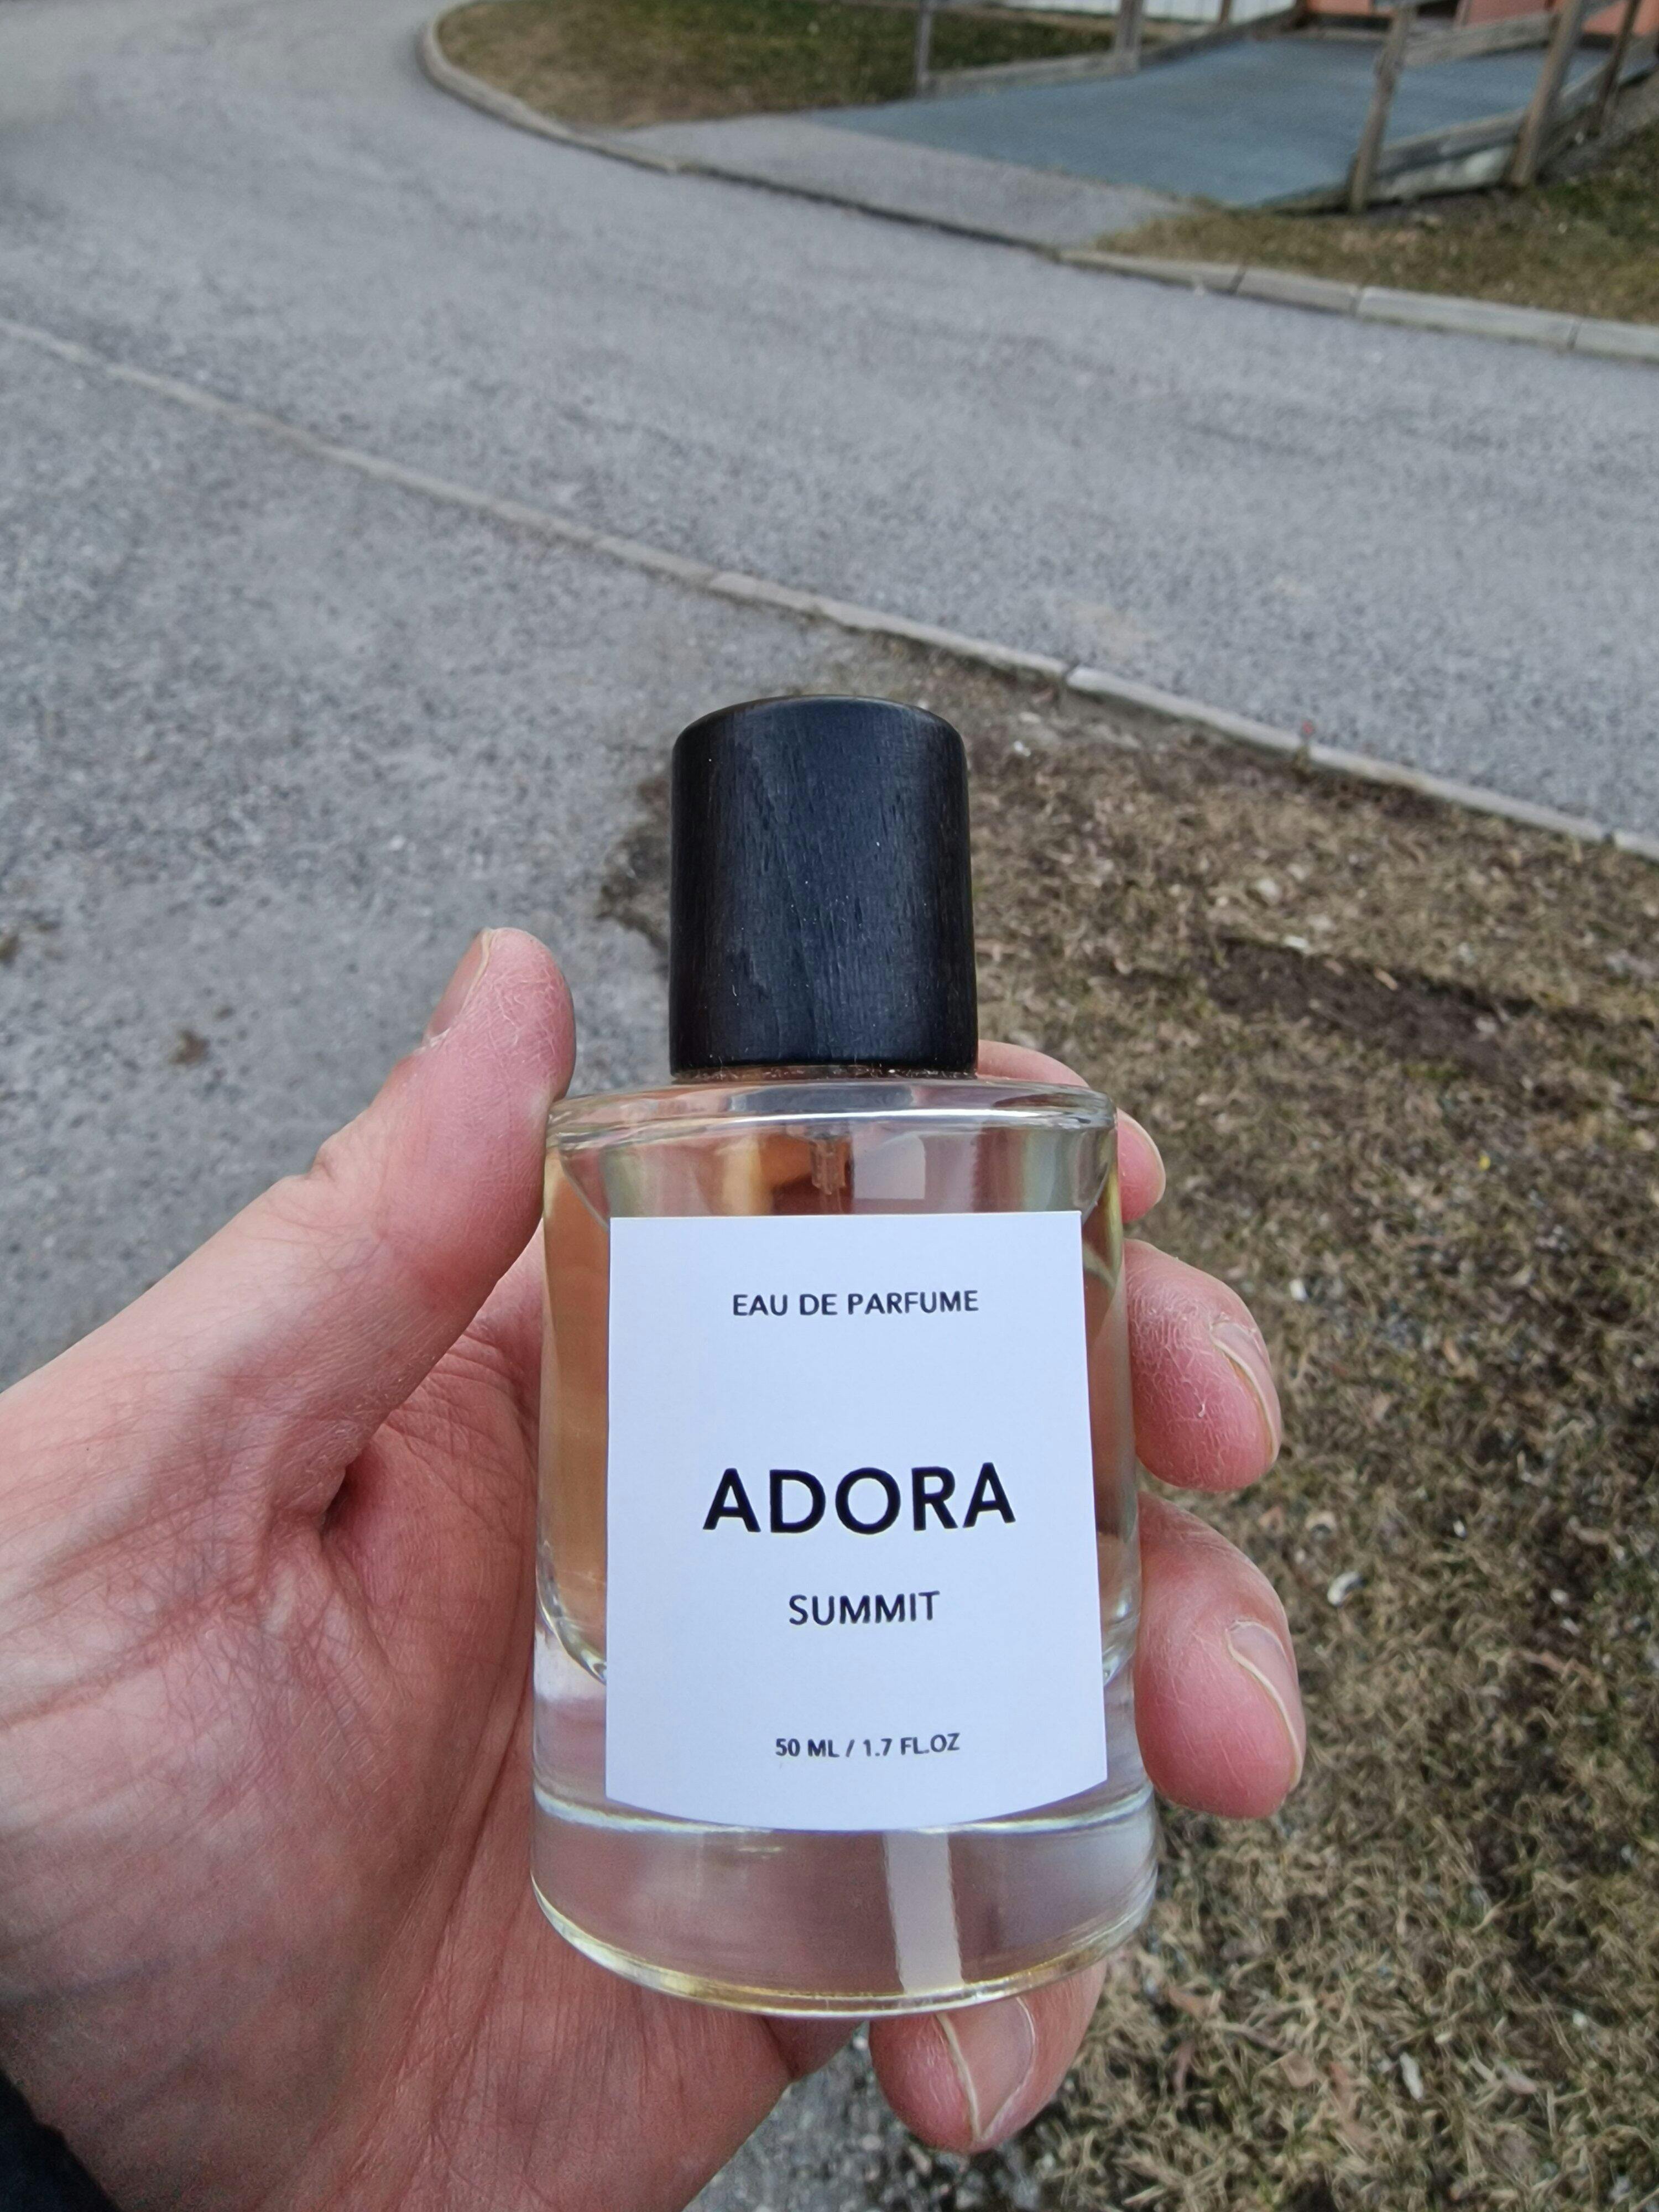 EAU DE PARFUME
ADORA
SUMMIT
50 ML / 1.7 FL.OZ